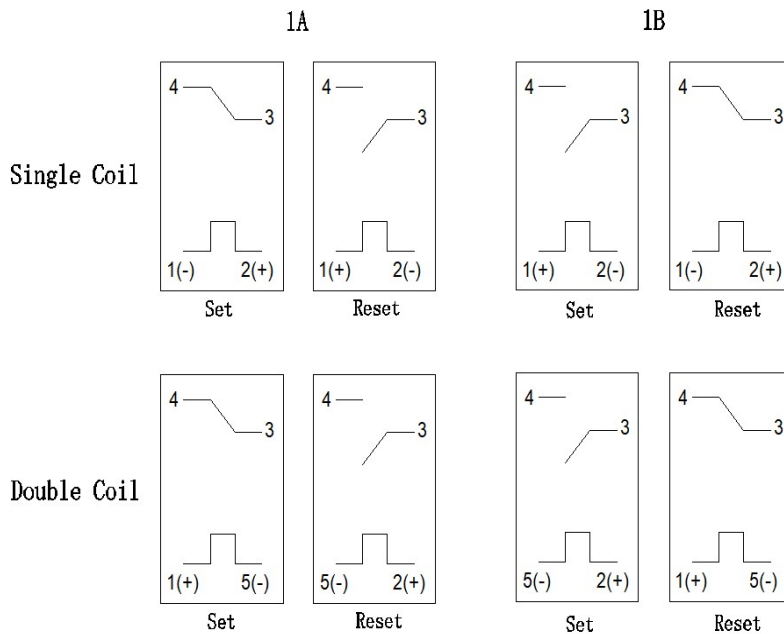 1A 1B
Single Coil
4 3 4 3 4 3 4 3
1(-) 2(+) 1(+) 2(-) 1(+) 2(-) 1(-) 2(+)
Set Reset Set Reset
Double Coil
4 3 4 3 4 3 4 3
1(+) 5(-) 5(-) 2(+) 5(-) 2(+) 1(+) 5(-)
Set Reset Set Reset